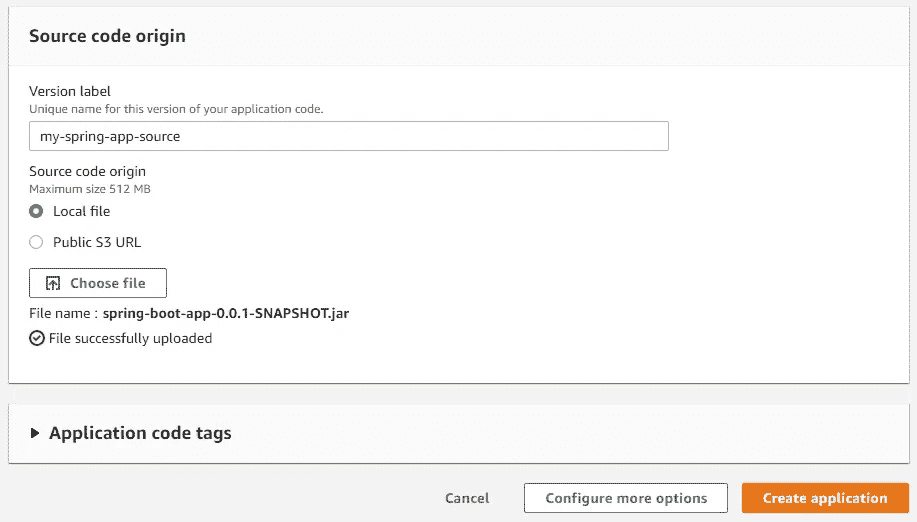 Source code origin
Version label
Unique name for this version of your application code.
my-spring-app-source
Source code origin
Maximum size 512 MB
Local file
Public S3 URL
Choose file
File name : spring-boot-app-0.0.1-SNAPSHOT.jar
File successfully uploaded
Application code tags
Cancel Configure more options Create application